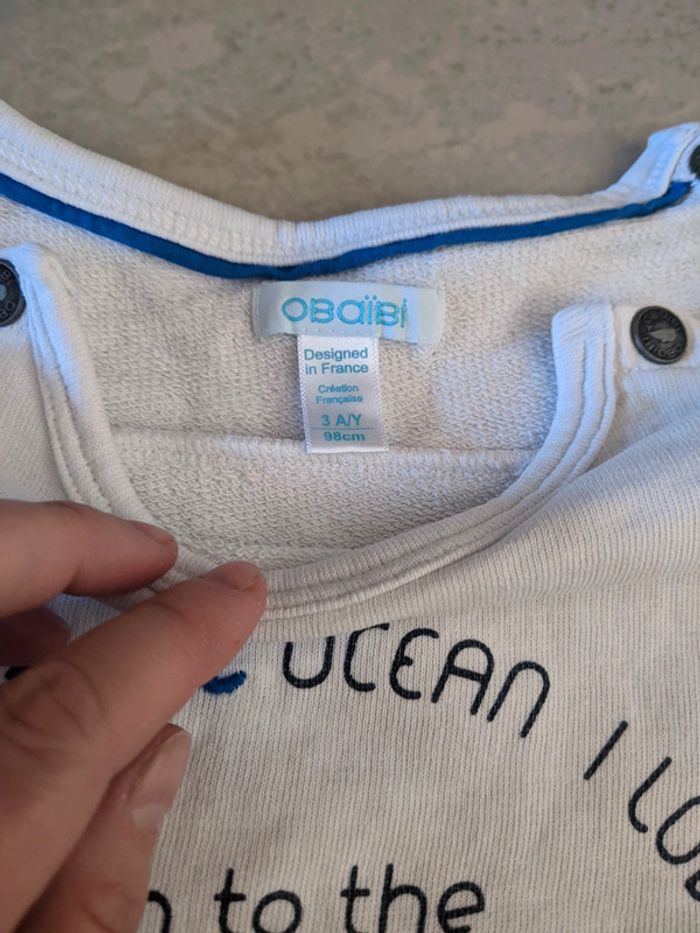 OBAÏBI
Designed
in France
Création
Française
3 A/Y
98cm
OCEAN I
to the